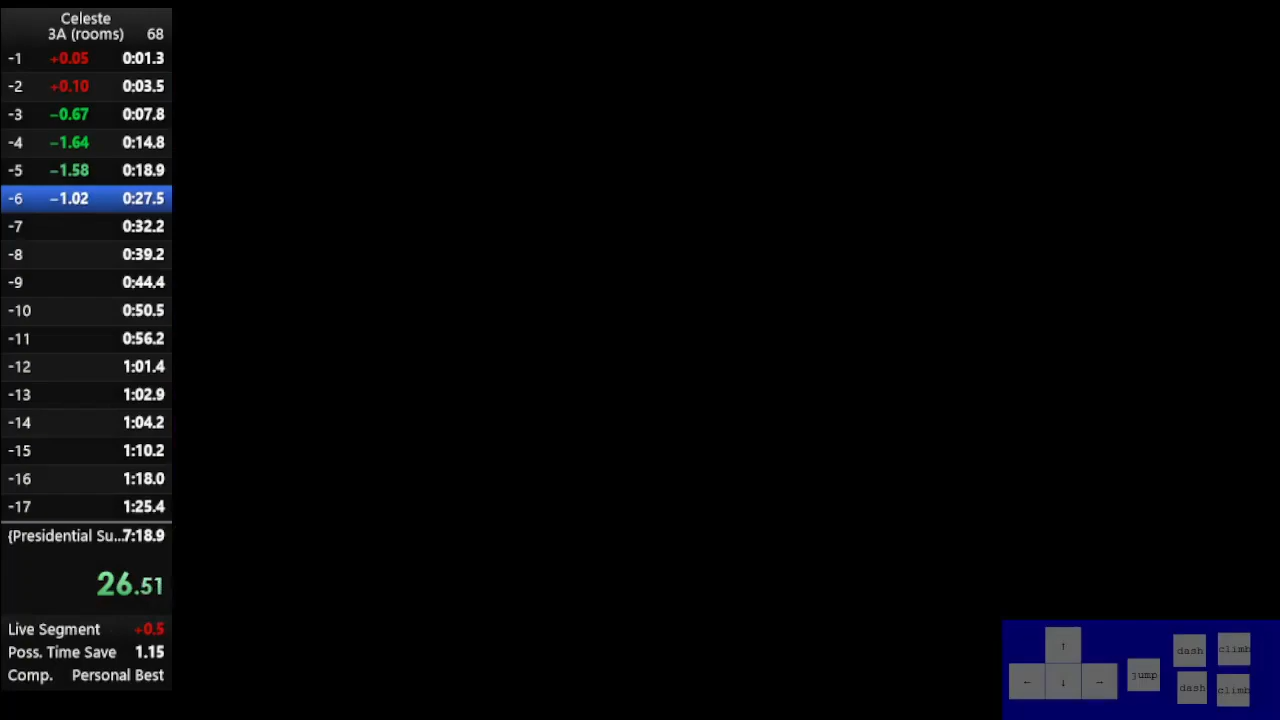 Celeste
3A (rooms) 68
-1 +0.05 0:01.3
-2 +0.10 0:03.5
-3 −0.67 0:07.8
-4 −1.64 0:14.8
-5 −1.58 0:18.9
-6 −1.02 0:27.5
-7 0:32.2
-8 0:39.2
-9 0:44.4
-10 0:50.5
-11 0:56.2
-12 1:01.4
-13 1:02.9
-14 1:04.2
-15 1:10.2
-16 1:18.0
-17 1:25.4
{Presidential Su...7:18.9
26.51
Live Segment +0.5
Poss. Time Save 1.15
Comp. Personal Best
↑
← ↓ →
jump
dash climb
dash climb